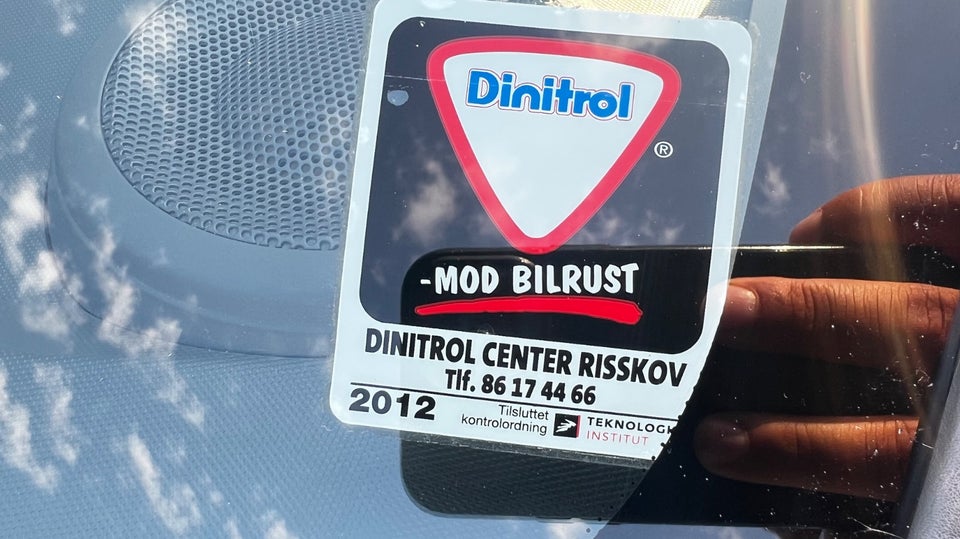 Dinitrol
®
-MOD BILRUST
DINITROL CENTER RISSKOV
Tlf. 86 17 44 66
2012
Tilsluttet
kontrolordning
TEKNOLOGI
INSTITUT